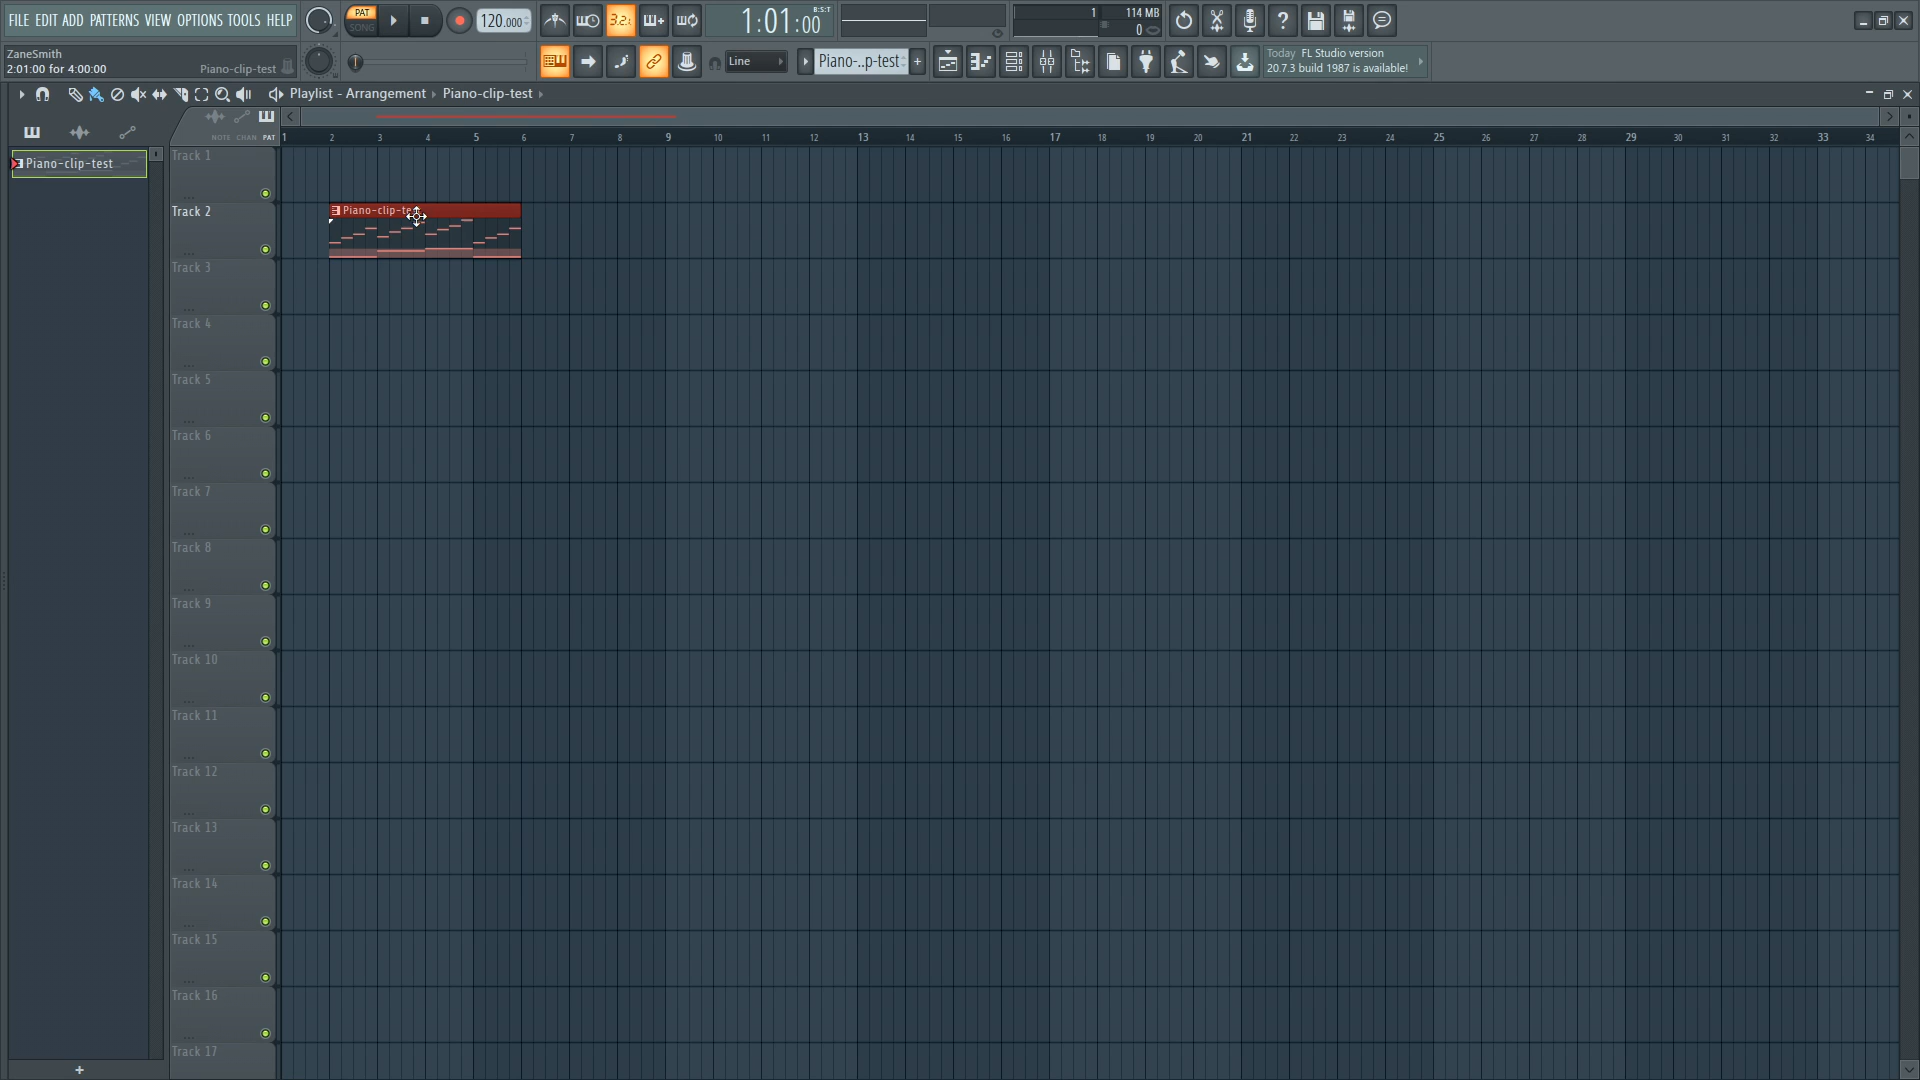 FILE EDIT ADD PATTERNS VIEW OPTIONS TOOLS HELP
PAT
SONG
120.000
3.2.
1:01:00
B:S:T
1
114 MB
0
ZaneSmith
2:01:00 for 4:00:00
Piano-clip-test
Line
Piano-..p-test
+
Today FL Studio version
20.7.3 build 1987 is available!
Playlist - Arrangement › Piano-clip-test ›
NOTE CHAN PAT
1 2 3 4 5 6 7 8 9 10 11 12 13 14 15 16 17 18 19 20 21 22 23 24 25 26 27 28 29 30 31 32 33 34
Piano-clip-test
Track 1
Track 2
Piano-clip-te
Track 3
Track 4
Track 5
Track 6
Track 7
Track 8
Track 9
Track 10
Track 11
Track 12
Track 13
Track 14
Track 15
Track 16
Track 17
+